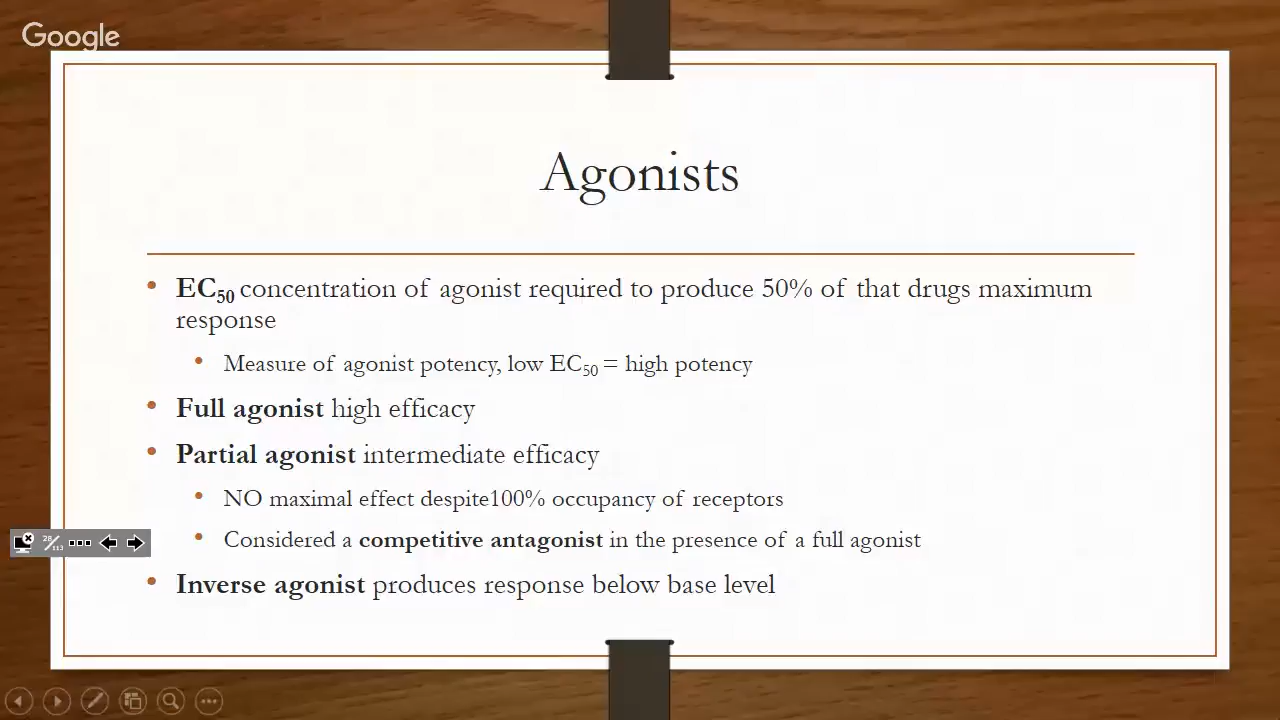 Google
Agonists
• EC50 concentration of agonist required to produce 50% of that drugs maximum
response
• Measure of agonist potency, low EC50 = high potency
• Full agonist high efficacy
• Partial agonist intermediate efficacy
• NO maximal effect despite100% occupancy of receptors
28/113
• Considered a competitive antagonist in the presence of a full agonist
• Inverse agonist produces response below base level